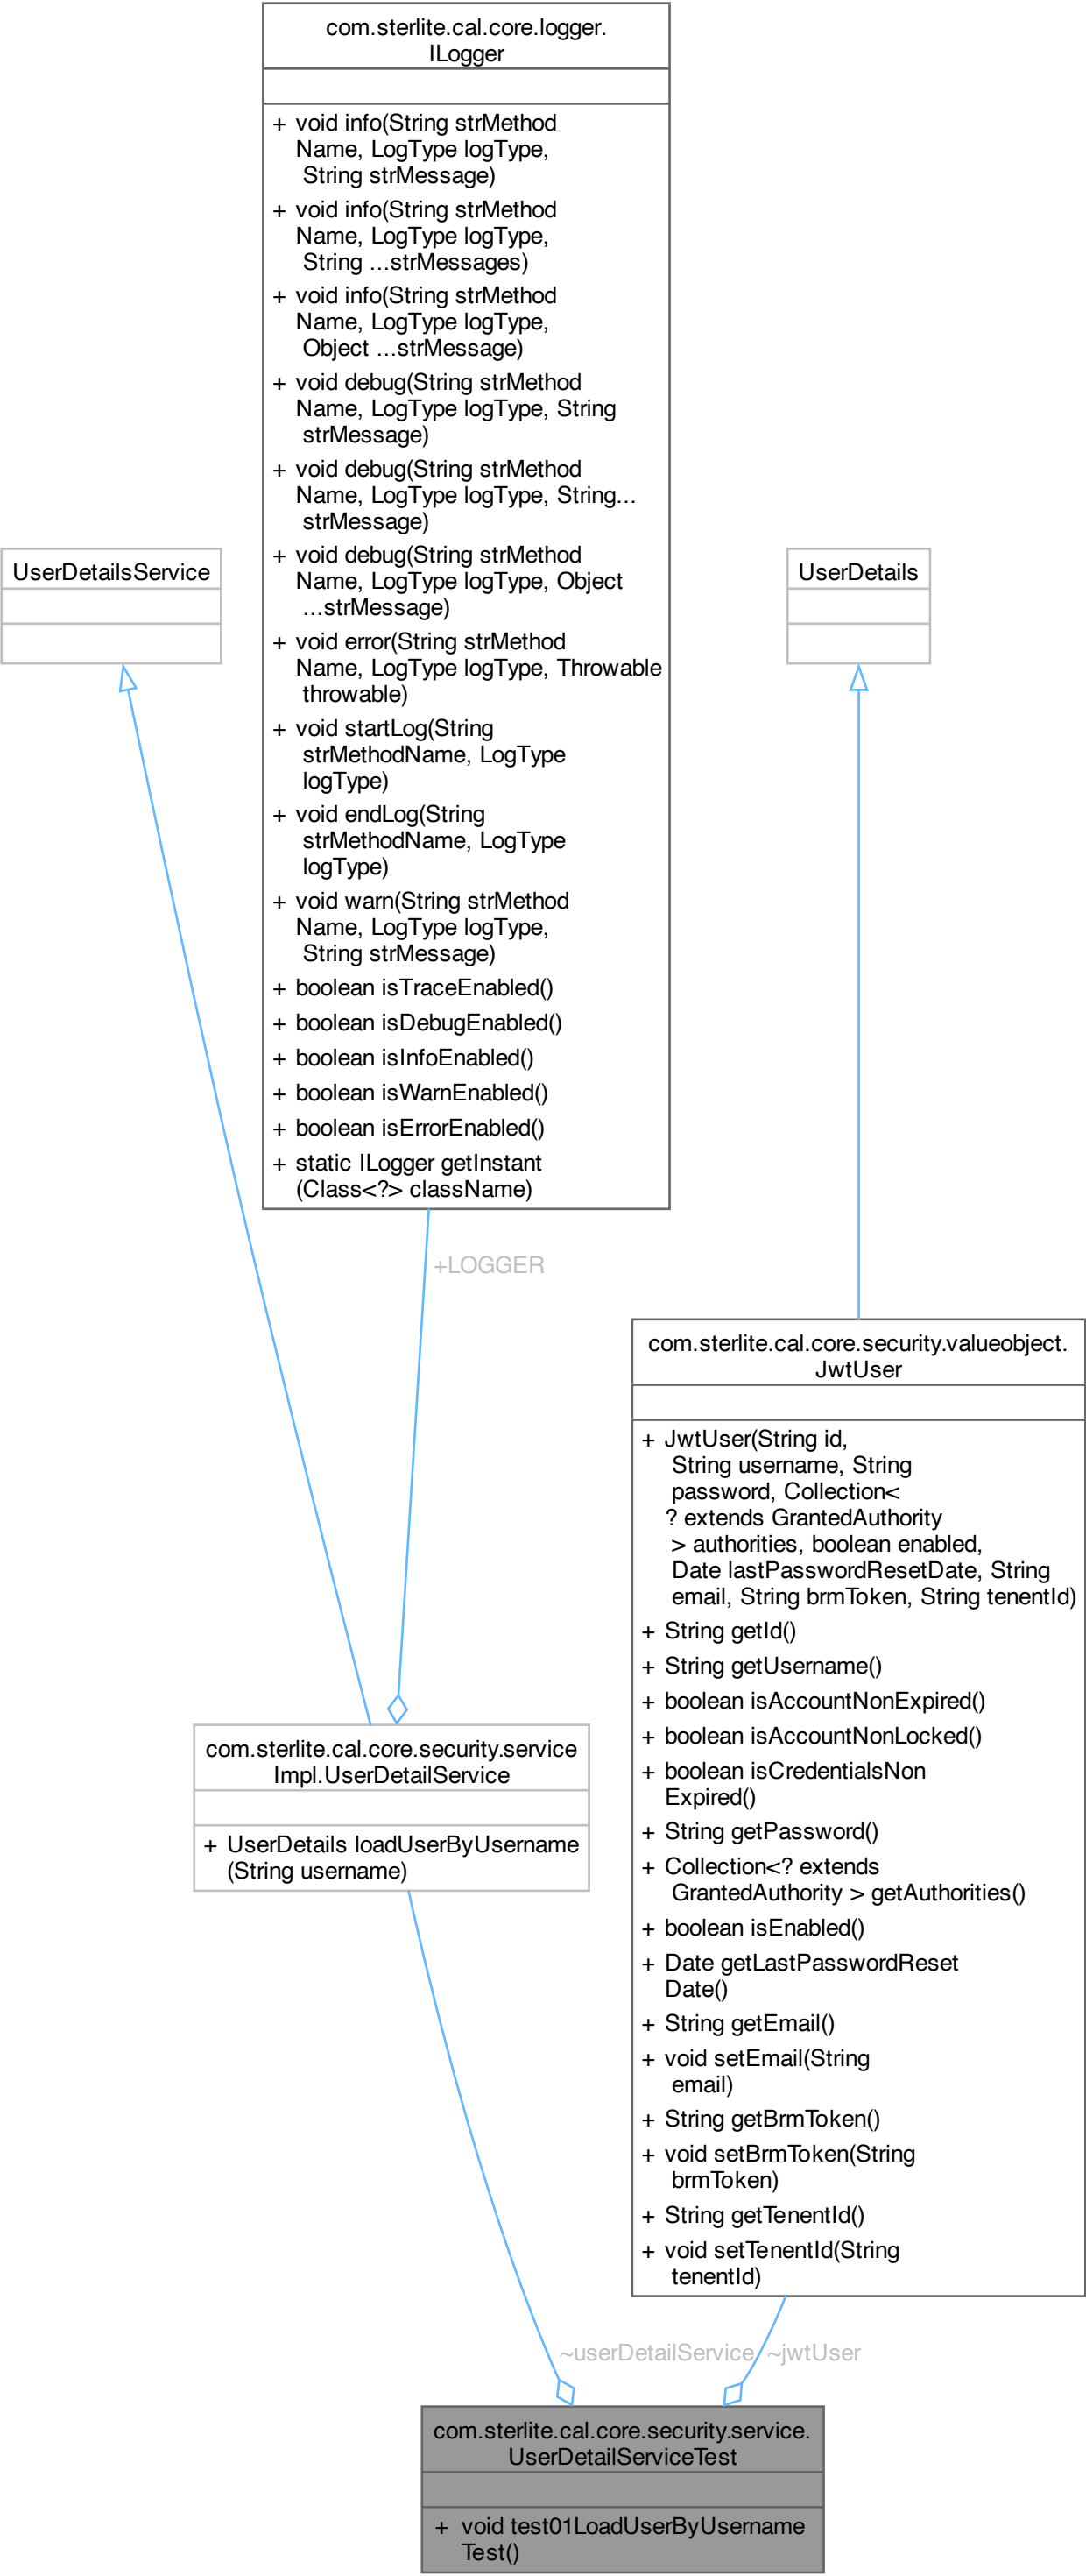 com.sterlite.cal.core.logger.
ILogger
+ void info(String strMethod
Name, LogType logType,
String strMessage)
+ void info(String strMethod
Name, LogType logType,
String ...strMessages)
+ void info(String strMethod
Name, LogType logType,
Object ...strMessage)
+ void debug(String strMethod
Name, LogType logType, String
strMessage)
+ void debug(String strMethod
Name, LogType logType, String...
strMessage)
+ void debug(String strMethod
Name, LogType logType, Object
...strMessage)
+ void error(String strMethod
Name, LogType logType, Throwable
throwable)
+ void startLog(String
strMethodName, LogType
logType)
+ void endLog(String
strMethodName, LogType
logType)
+ void warn(String strMethod
Name, LogType logType,
String strMessage)
+ boolean isTraceEnabled()
+ boolean isDebugEnabled()
+ boolean isInfoEnabled()
+ boolean isWarnEnabled()
+ boolean isErrorEnabled()
+ static ILogger getInstant
(Class<?> className)
UserDetailsService
UserDetails
+LOGGER
com.sterlite.cal.core.security.valueobject.
JwtUser
+ JwtUser(String id,
String username, String
password, Collection<
? extends GrantedAuthority
> authorities, boolean enabled,
Date lastPasswordResetDate, String
email, String brmToken, String tenentId)
+ String getId()
+ String getUsername()
+ boolean isAccountNonExpired()
+ boolean isAccountNonLocked()
+ boolean isCredentialsNon
Expired()
+ String getPassword()
+ Collection<? extends
GrantedAuthority > getAuthorities()
+ boolean isEnabled()
+ Date getLastPasswordReset
Date()
+ String getEmail()
+ void setEmail(String
email)
+ String getBrmToken()
+ void setBrmToken(String
brmToken)
+ String getTenentId()
+ void setTenentId(String
tenentId)
com.sterlite.cal.core.security.service
Impl.UserDetailService
+ UserDetails loadUserByUsername
(String username)
~userDetailService
~jwtUser
com.sterlite.cal.core.security.service.
UserDetailServiceTest
+ void test01LoadUserByUsername
Test()